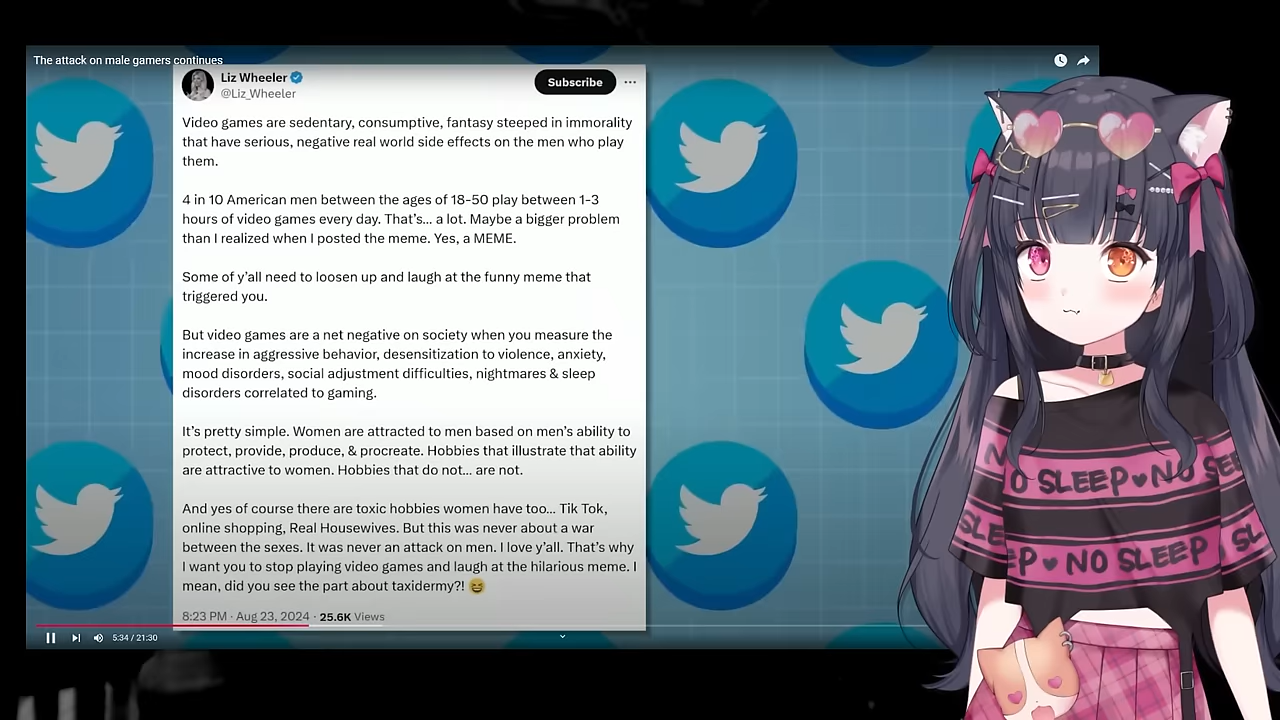 The attack on male gamers continues
Liz Wheeler
@Liz_Wheeler
Subscribe
Video games are sedentary, consumptive, fantasy steeped in immorality
that have serious, negative real world side effects on the men who play
them.
4 in 10 American men between the ages of 18-50 play between 1-3
hours of video games every day. That's... a lot. Maybe a bigger problem
than I realized when I posted the meme. Yes, a MEME.
Some of y'all need to loosen up and laugh at the funny meme that
triggered you.
But video games are a net negative on society when you measure the
increase in aggressive behavior, desensitization to violence, anxiety,
mood disorders, social adjustment difficulties, nightmares & sleep
disorders correlated to gaming.
It's pretty simple. Women are attracted to men based on men's ability to
protect, provide, produce, & procreate. Hobbies that illustrate that ability
are attractive to women. Hobbies that do not... are not.
And yes of course there are toxic hobbies women have too... Tik Tok,
online shopping, Real Housewives. But this was never about a war
between the sexes. It was never an attack on men. I love y'all. That's why
I want you to stop playing video games and laugh at the hilarious meme. I
mean, did you see the part about taxidermy?! 😆
8:23 PM · Aug 23, 2024 · 25.6K Views
5:34 / 21:30
NO SLEEP♥NO SLEE
SLEEP♥NO SLEEP SL